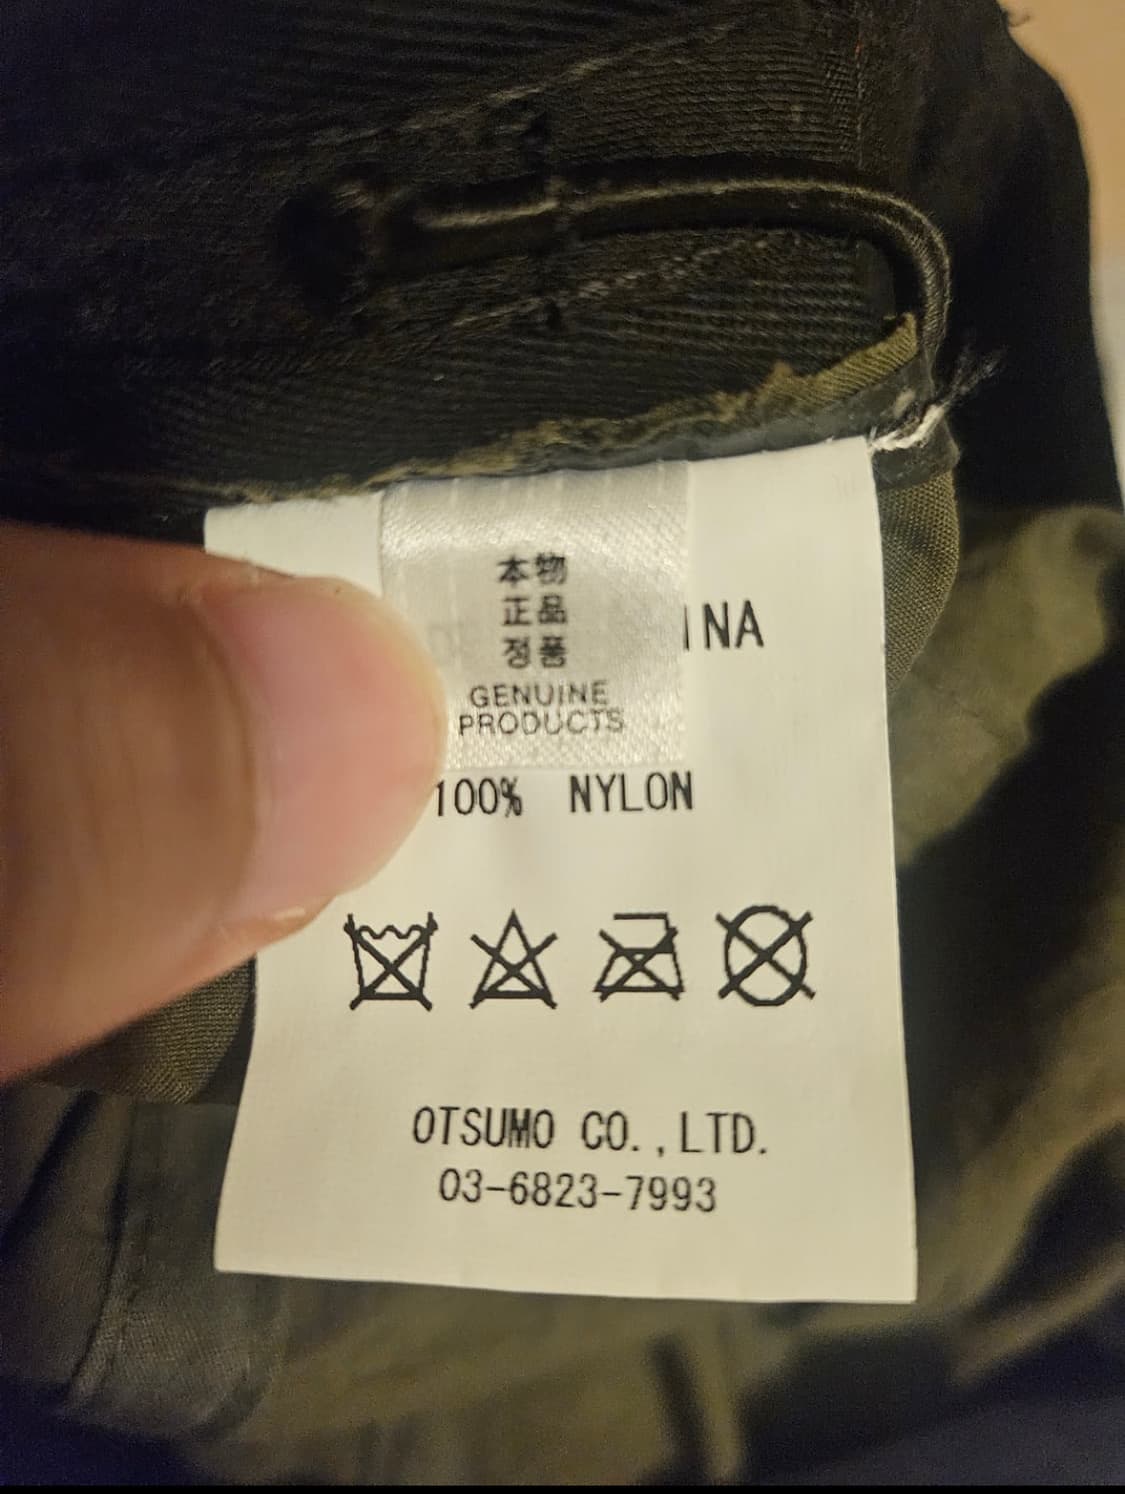 本物
正品
정품
GENUINE
PRODUCTS
INA
100% NYLON
OTSUMO CO.,LTD.
03-6823-7993